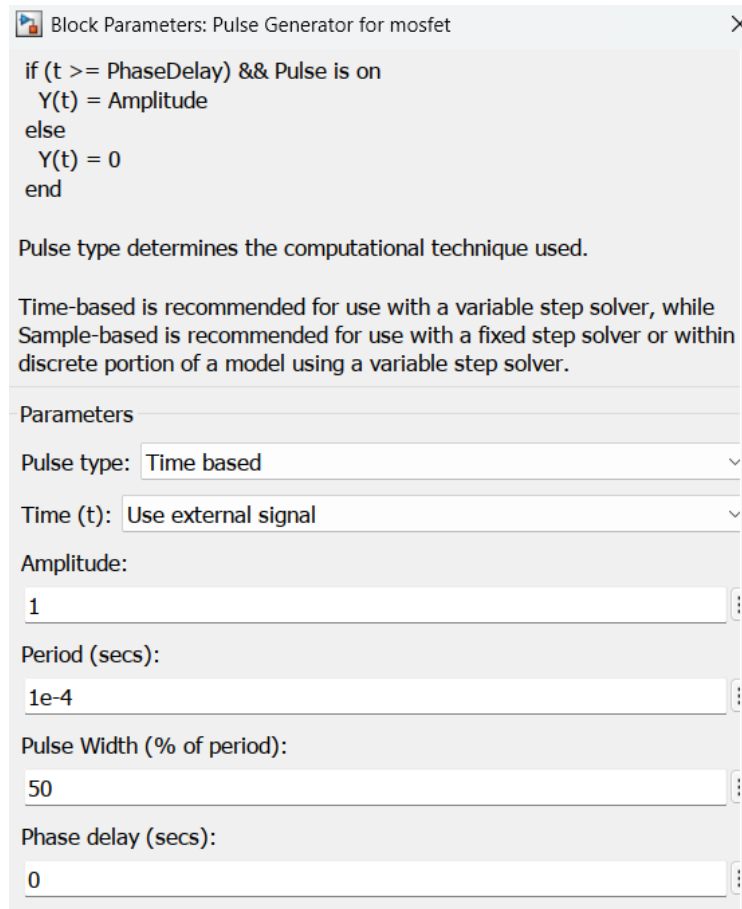 Block Parameters: Pulse Generator for mosfet
if (t >= PhaseDelay) && Pulse is on
Y(t) = Amplitude
else
Y(t) = 0
end
Pulse type determines the computational technique used.
Time-based is recommended for use with a variable step solver, while
Sample-based is recommended for use with a fixed step solver or within
discrete portion of a model using a variable step solver.
Parameters
Pulse type: Time based
Time (t): Use external signal
Amplitude:
1
Period (secs):
1e-4
Pulse Width (% of period):
50
Phase delay (secs):
0